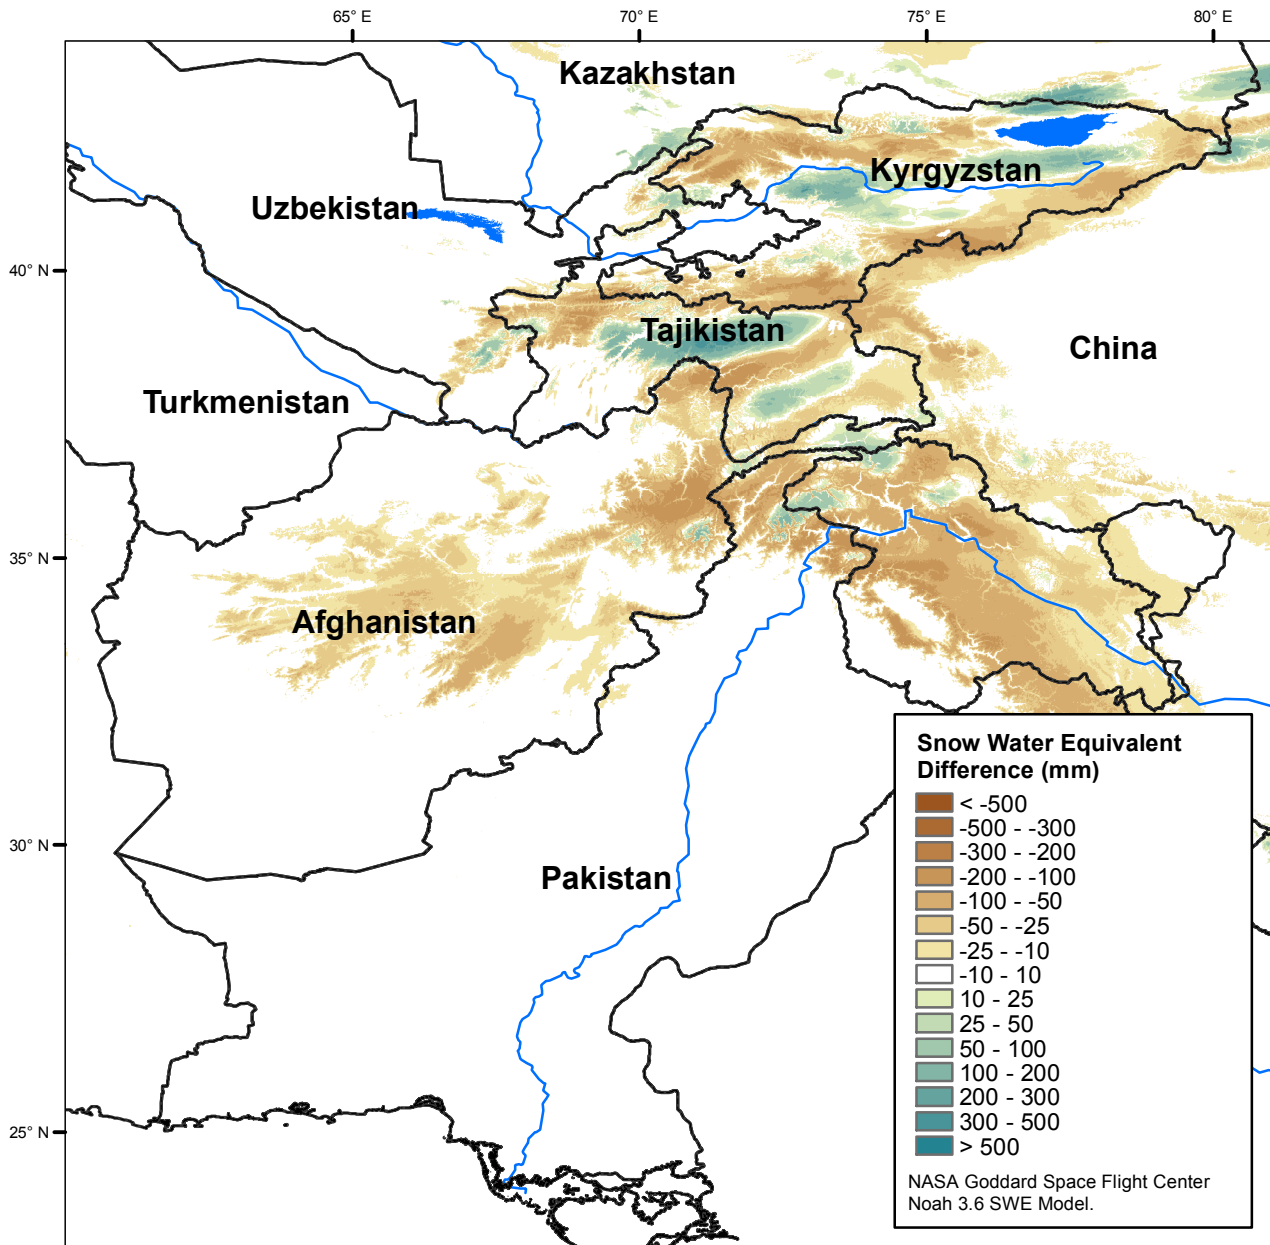 65° E
70° E
75° E
80° E
Kazakhstan
Kyrgyzstan
Uzbekistan
40° N
Tajikistan
China
Turkmenistan
35° N
Afghanistan
30° N
Pakistan
25° N
Snow Water Equivalent
Difference (mm)
< -500
-500 - -300
-300 - -200
-200 - -100
-100 - -50
-50 - -25
-25 - -10
-10 - 10
10 - 25
25 - 50
50 - 100
100 - 200
200 - 300
300 - 500
> 500
NASA Goddard Space Flight Center
Noah 3.6 SWE Model.